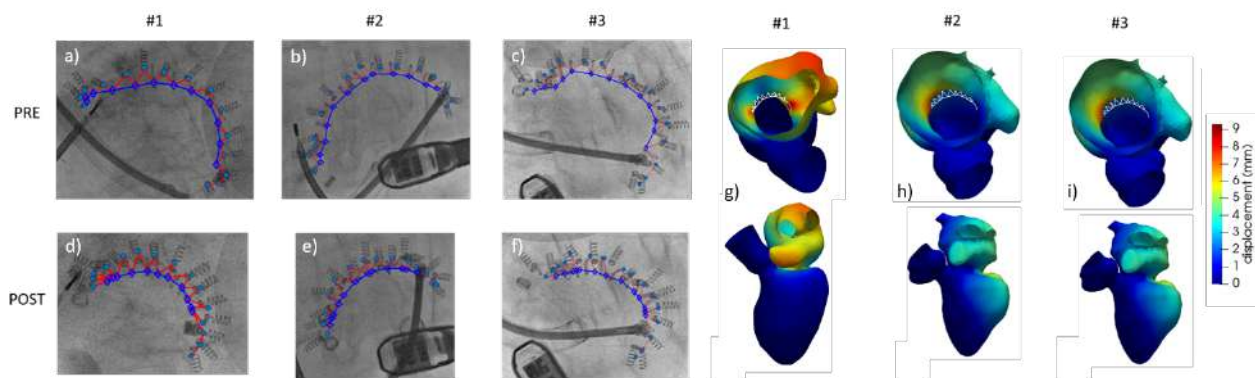 #1 #2 #3 #1 #2 #3
PRE
a) b) c)
g) h) i)
POST
d) e) f)
9
8
7
6
5
4
3
2
1
0
displacement (mm)